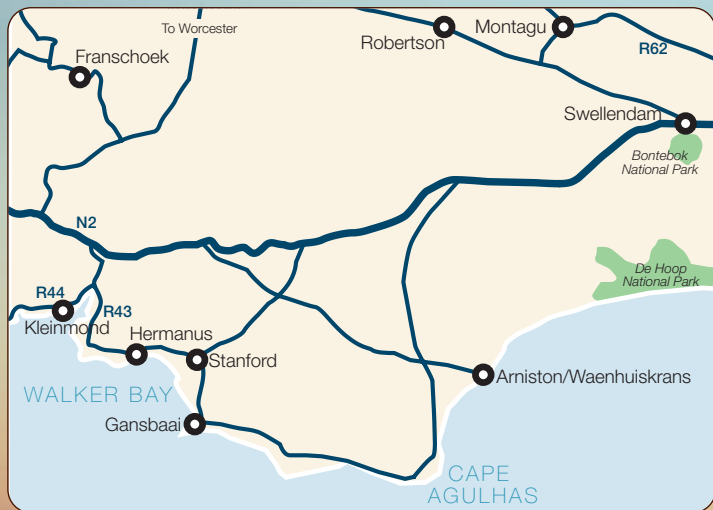 To Worcester
Montagu
Robertson
R62
Franschoek
Swellendam
Bontebok
National Park
N2
De Hoop
National Park
R44
R43
Kleinmond
Hermanus
Stanford
Arniston/Waenhuiskrans
WALKER BAY
Gansbaai
CAPE
AGULHAS